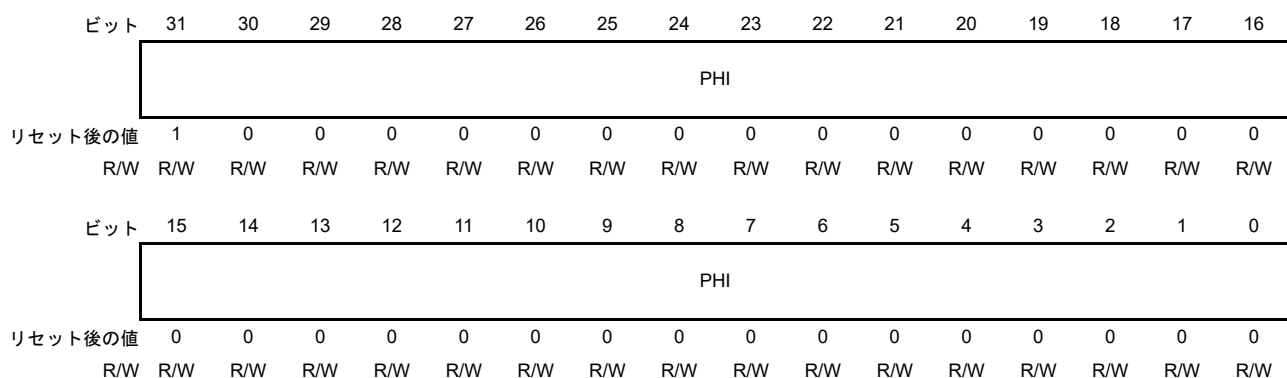 ビット 31 30 29 28 27 26 25 24 23 22 21 20 19 18 17 16
PHI
リセット後の値 1 0 0 0 0 0 0 0 0 0 0 0 0 0 0 0
R/W R/W R/W R/W R/W R/W R/W R/W R/W R/W R/W R/W R/W R/W R/W R/W R/W
ビット 15 14 13 12 11 10 9 8 7 6 5 4 3 2 1 0
PHI
リセット後の値 0 0 0 0 0 0 0 0 0 0 0 0 0 0 0 0
R/W R/W R/W R/W R/W R/W R/W R/W R/W R/W R/W R/W R/W R/W R/W R/W R/W